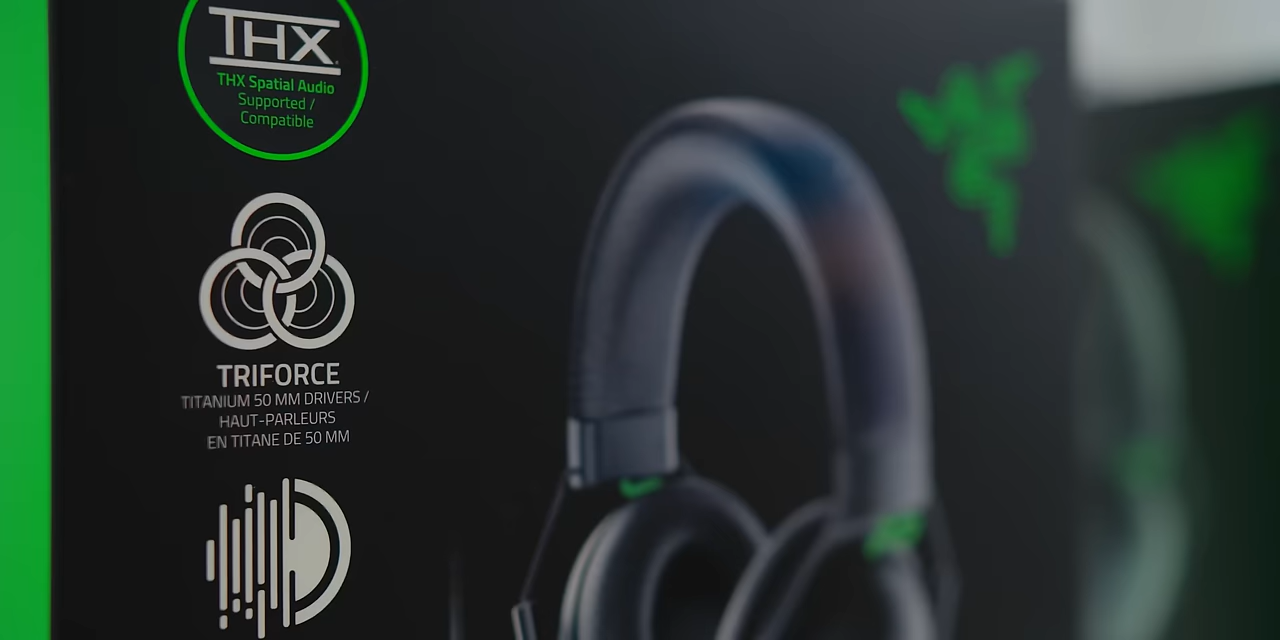 THX
THX Spatial Audio
Supported /
Compatible
TRIFORCE
TITANIUM 50 MM DRIVERS /
HAUT-PARLEURS
EN TITANE DE 50 MM